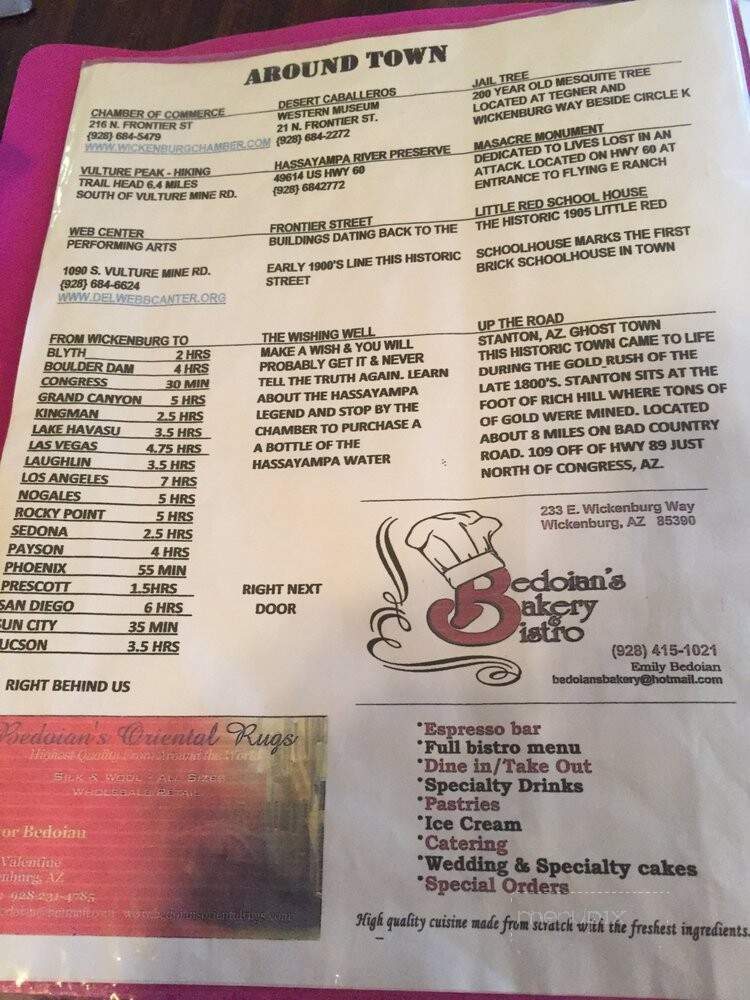 AROUND TOWN
CHAMBER OF COMMERCE
216 N. FRONTIER ST
{928} 684-5479
WWW.WICKENBURGCHAMBER.COM
VULTURE PEAK - HIKING
TRAIL HEAD 6.4 MILES
SOUTH OF VULTURE MINE RD.
WEB CENTER
PERFORMING ARTS
1090 S. VULTURE MINE RD.
{928} 684-6624
WWW.DELWEBBCANTER.ORG
DESERT CABALLEROS
WESTERN MUSEUM
21 N. FRONTIER ST.
{928} 684-2272
HASSAYAMPA RIVER PRESERVE
49614 US HWY 60
{928} 6842772
FRONTIER STREET
BUILDINGS DATING BACK TO THE
EARLY 1900'S LINE THIS HISTORIC
STREET
JAIL TREE
200 YEAR OLD MESQUITE TREE
LOCATED AT TEGNER AND
WICKENBURG WAY BESIDE CIRCLE K
MASACRE MONUMENT
DEDICATED TO LIVES LOST IN AN
ATTACK. LOCATED ON HWY 60 AT
ENTRANCE TO FLYING E RANCH
LITTLE RED SCHOOL HOUSE
THE HISTORIC 1905 LITTLE RED
SCHOOLHOUSE MARKS THE FIRST
BRICK SCHOOLHOUSE IN TOWN
FROM WICKENBURG TO
BLYTH 2 HRS
BOULDER DAM 4 HRS
CONGRESS 30 MIN
GRAND CANYON 5 HRS
KINGMAN 2.5 HRS
LAKE HAVASU 3.5 HRS
LAS VEGAS 4.75 HRS
LAUGHLIN 3.5 HRS
LOS ANGELES 7 HRS
NOGALES 5 HRS
ROCKY POINT 5 HRS
SEDONA 2.5 HRS
PAYSON 4 HRS
PHOENIX 55 MIN
PRESCOTT 1.5HRS
SAN DIEGO 6 HRS
SUN CITY 35 MIN
UCSON 3.5 HRS
RIGHT BEHIND US
THE WISHING WELL
MAKE A WISH & YOU WILL
PROBABLY GET IT & NEVER
TELL THE TRUTH AGAIN. LEARN
ABOUT THE HASSAYAMPA
LEGEND AND STOP BY THE
CHAMBER TO PURCHASE A
A BOTTLE OF THE
HASSAYAMPA WATER
RIGHT NEXT
DOOR
UP THE ROAD
STANTON, AZ. GHOST TOWN
THIS HISTORIC TOWN CAME TO LIFE
DURING THE GOLD RUSH OF THE
LATE 1800'S. STANTON SITS AT THE
FOOT OF RICH HILL WHERE TONS OF
OF GOLD WERE MINED. LOCATED
ABOUT 8 MILES ON BAD COUNTRY
ROAD. 109 OFF OF HWY 89 JUST
NORTH OF CONGRESS, AZ.
233 E. Wickenburg Way
Wickenburg, AZ 85390
Bedoian's
Bakery
&
Bistro
(928) 415-1021
Emily Bedoian
bedoiansbakery@hotmail.com
*Espresso bar
*Full bistro menu
*Dine in/Take Out
*Specialty Drinks
*Pastries
*Ice Cream
*Catering
*Wedding & Specialty cakes
*Special Orders
High quality cuisine made from scratch with the freshest ingredients.
Bedoian's Oriental Rugs
Highest Quality From Around the World
SILK & WOOL - ALL SIZES
WHOLESALE RETAIL
or Bedoian
Valentine
nburg, AZ
928-231-4785
www.bedoiansorientalrugs.com
menupix